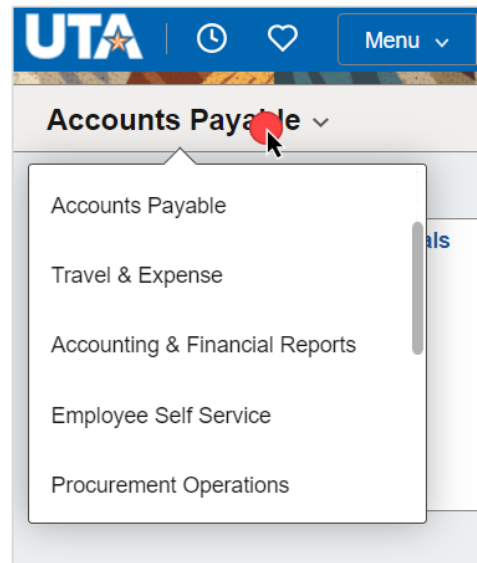 UTA
Menu
Accounts Payable
Accounts Payable
Travel & Expense
Accounting & Financial Reports
Employee Self Service
Procurement Operations